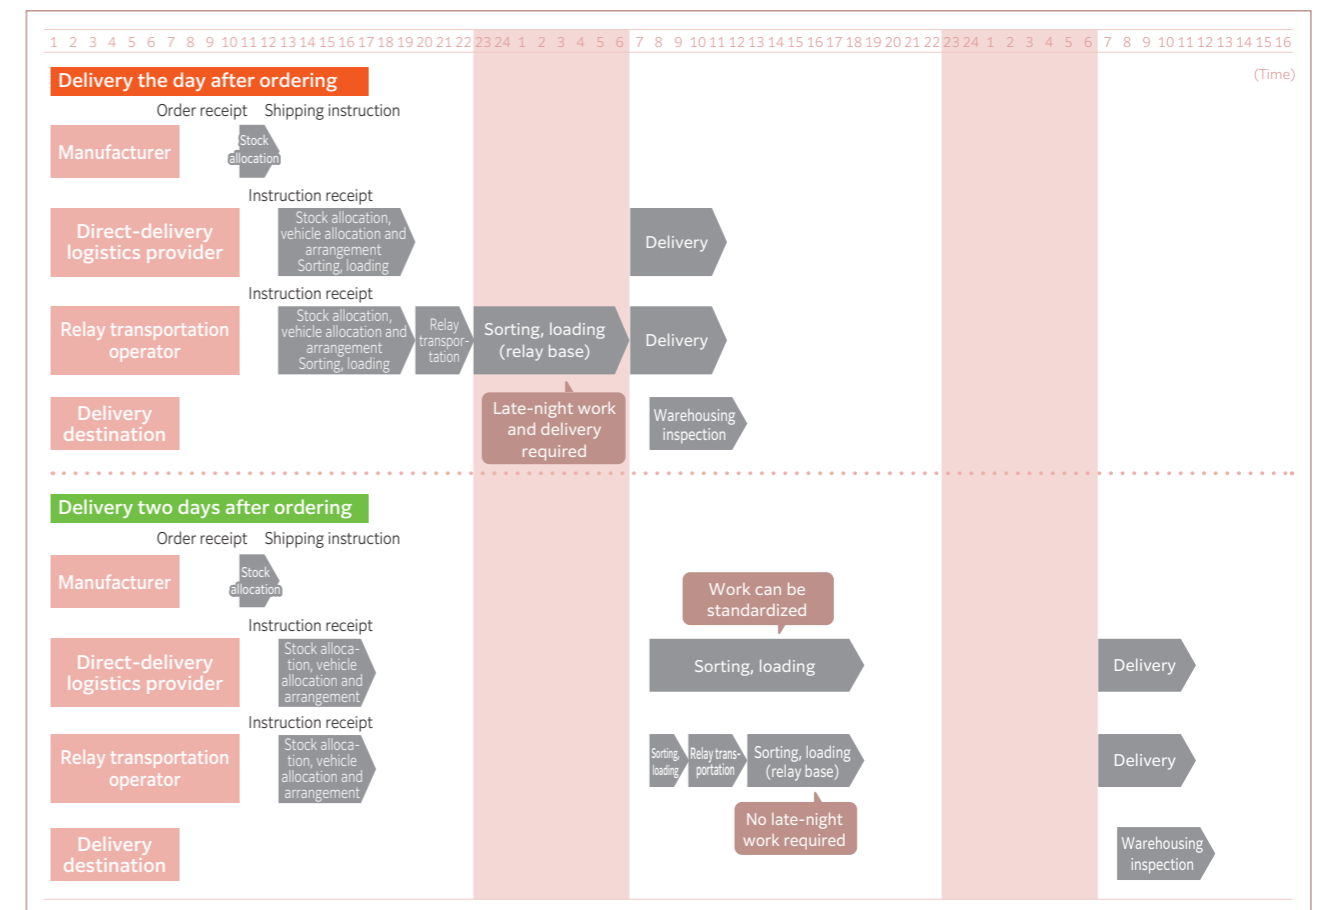 1 2 3 4 5 6 7 8 9 10 11 12 13 14 15 16 17 18 19 20 21 22 23 24 1 2 3 4 5 6 7 8 9 10 11 12 13 14 15 16 17 18 19 20 21 22 23 24 1 2 3 4 5 6 7 8 9 10 11 12 13 14 15 16
(Time)
Delivery the day after ordering
Order receipt
Shipping instruction
Manufacturer
Stock
allocation
Instruction receipt
Direct-delivery
logistics provider
Stock allocation,
vehicle allocation and
arrangement
Sorting, loading
Delivery
Instruction receipt
Relay transportation
operator
Stock allocation,
vehicle allocation and
arrangement
Sorting, loading
Relay
transpor-
tation
Sorting, loading
(relay base)
Delivery
Late-night work
and delivery
required
Delivery
destination
Warehousing
inspection
Delivery two days after ordering
Order receipt
Shipping instruction
Manufacturer
Stock
allocation
Work can be
standardized
Instruction receipt
Direct-delivery
logistics provider
Stock alloca-
tion, vehicle
allocation and
arrangement
Sorting, loading
Delivery
Instruction receipt
Relay transportation
operator
Stock alloca-
tion, vehicle
allocation and
arrangement
Sorting,
loading
Relay trans-
portation
Sorting, loading
(relay base)
Delivery
No late-night
work required
Delivery
destination
Warehousing
inspection